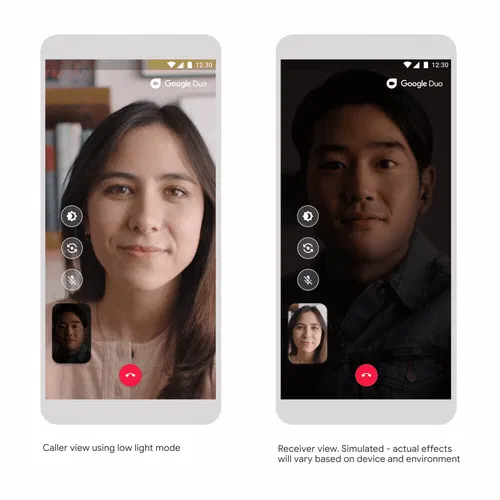 12:30
Google Duo
12:30
Google Duo
Caller view using low light mode
Receiver view. Simulated - actual effects
will vary based on device and environment